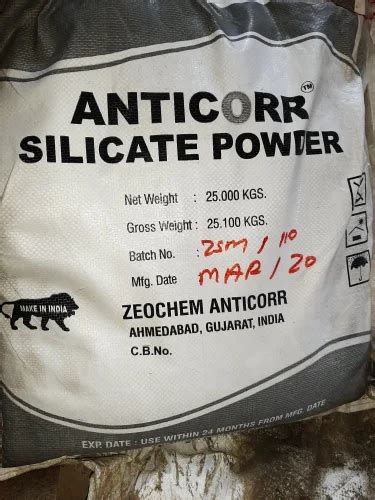 ANTICORR™
SILICATE POWDER
Net Weight : 25.000 KGS.
Gross Weight : 25.100 KGS.
Batch No. : ZSM / 110
Mfg. Date MAR / 20
MAKE IN INDIA
ZEOCHEM ANTICORR
AHMEDABAD, GUJARAT, INDIA
C.B.No.
EXP. DATE : USE WITHIN 24 MONTHS FROM MFG. DATE